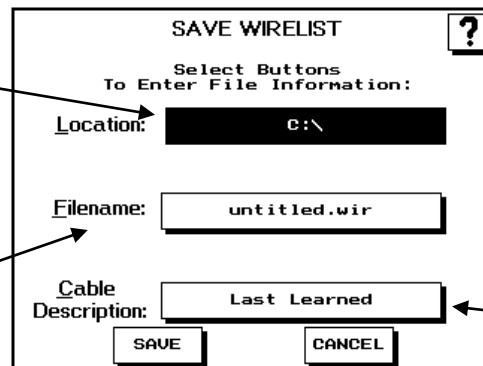 SAVE WIRELIST
?
Select Buttons
To Enter File Information:
Location: C:\
Filename: untitled.wir
Cable
Description: Last Learned
SAVE CANCEL